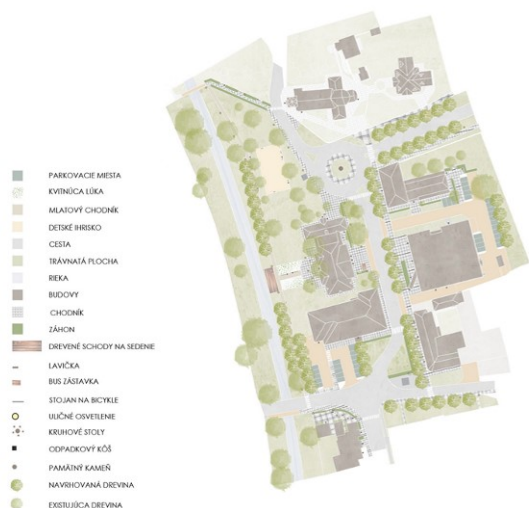 PARKOVACIE MIESTA
KVITNÚCA LÚKA
MLATOVÝ CHODNÍK
DETSKÉ IHRISKO
CESTA
TRÁVNATÁ PLOCHA
RIEKA
BUDOVY
CHODNÍK
ZÁHON
DREVENÉ SCHODY NA SEDENIE
LAVIČKA
BUS ZÁSTAVKA
STOJAN NA BICYKLE
ULIČNÉ OSVETLENIE
KRUHOVÉ STOLY
ODPADKOVÝ KÔŠ
PAMÄTNÝ KAMEŇ
NAVRHOVANÁ DREVINA
EXISTUJÚCA DREVINA